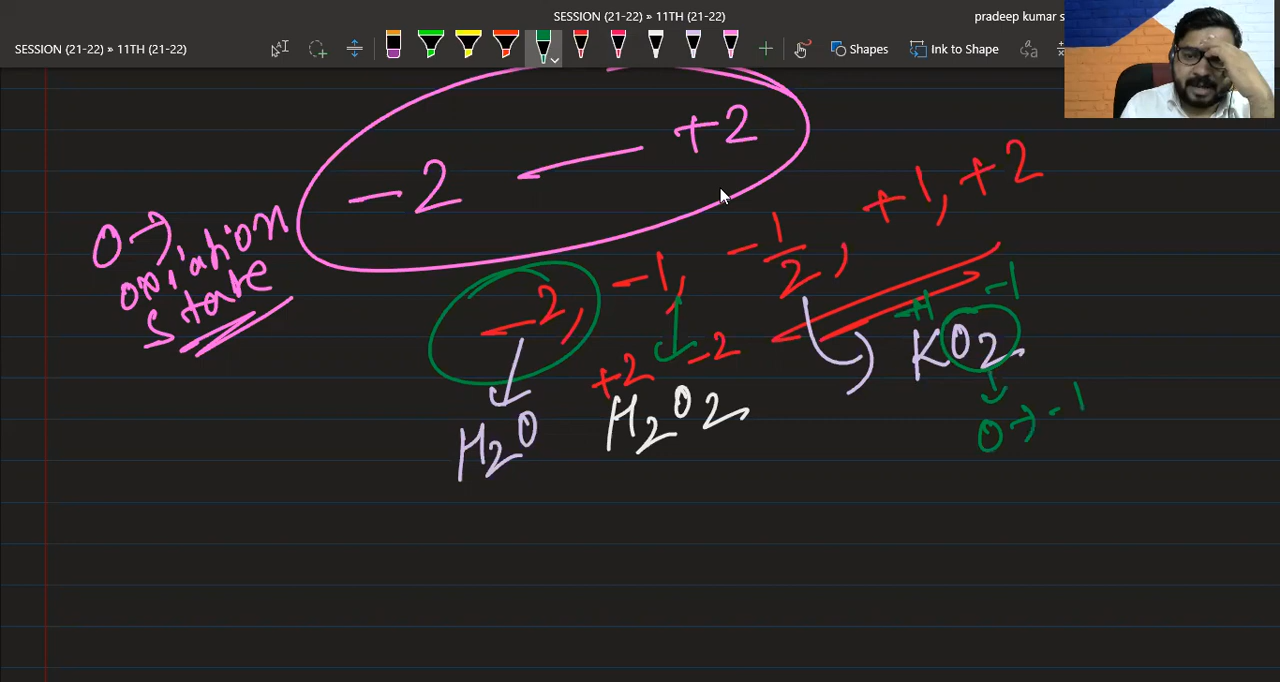 SESSION (21-22) » 11TH (21-22)
pradeep kumar s
SESSION (21-22) » 11TH (21-22)
Shapes
Ink to Shape
-2 ← +2
O → oxidation
state
-2, -1, -1/2, +1, +2
+1 -1
KO2
O → -1
+2 -2
H2O2
H2O